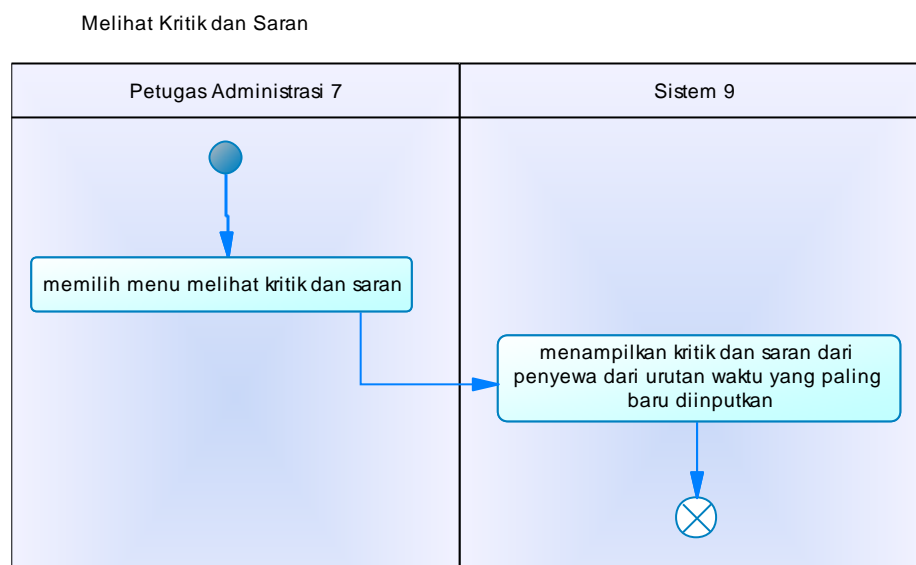 Melihat Kritik dan Saran
Petugas Administrasi 7
Sistem 9
memilih menu melihat kritik dan saran
menampilkan kritik dan saran dari
penyewa dari urutan waktu yang paling
baru diinputkan